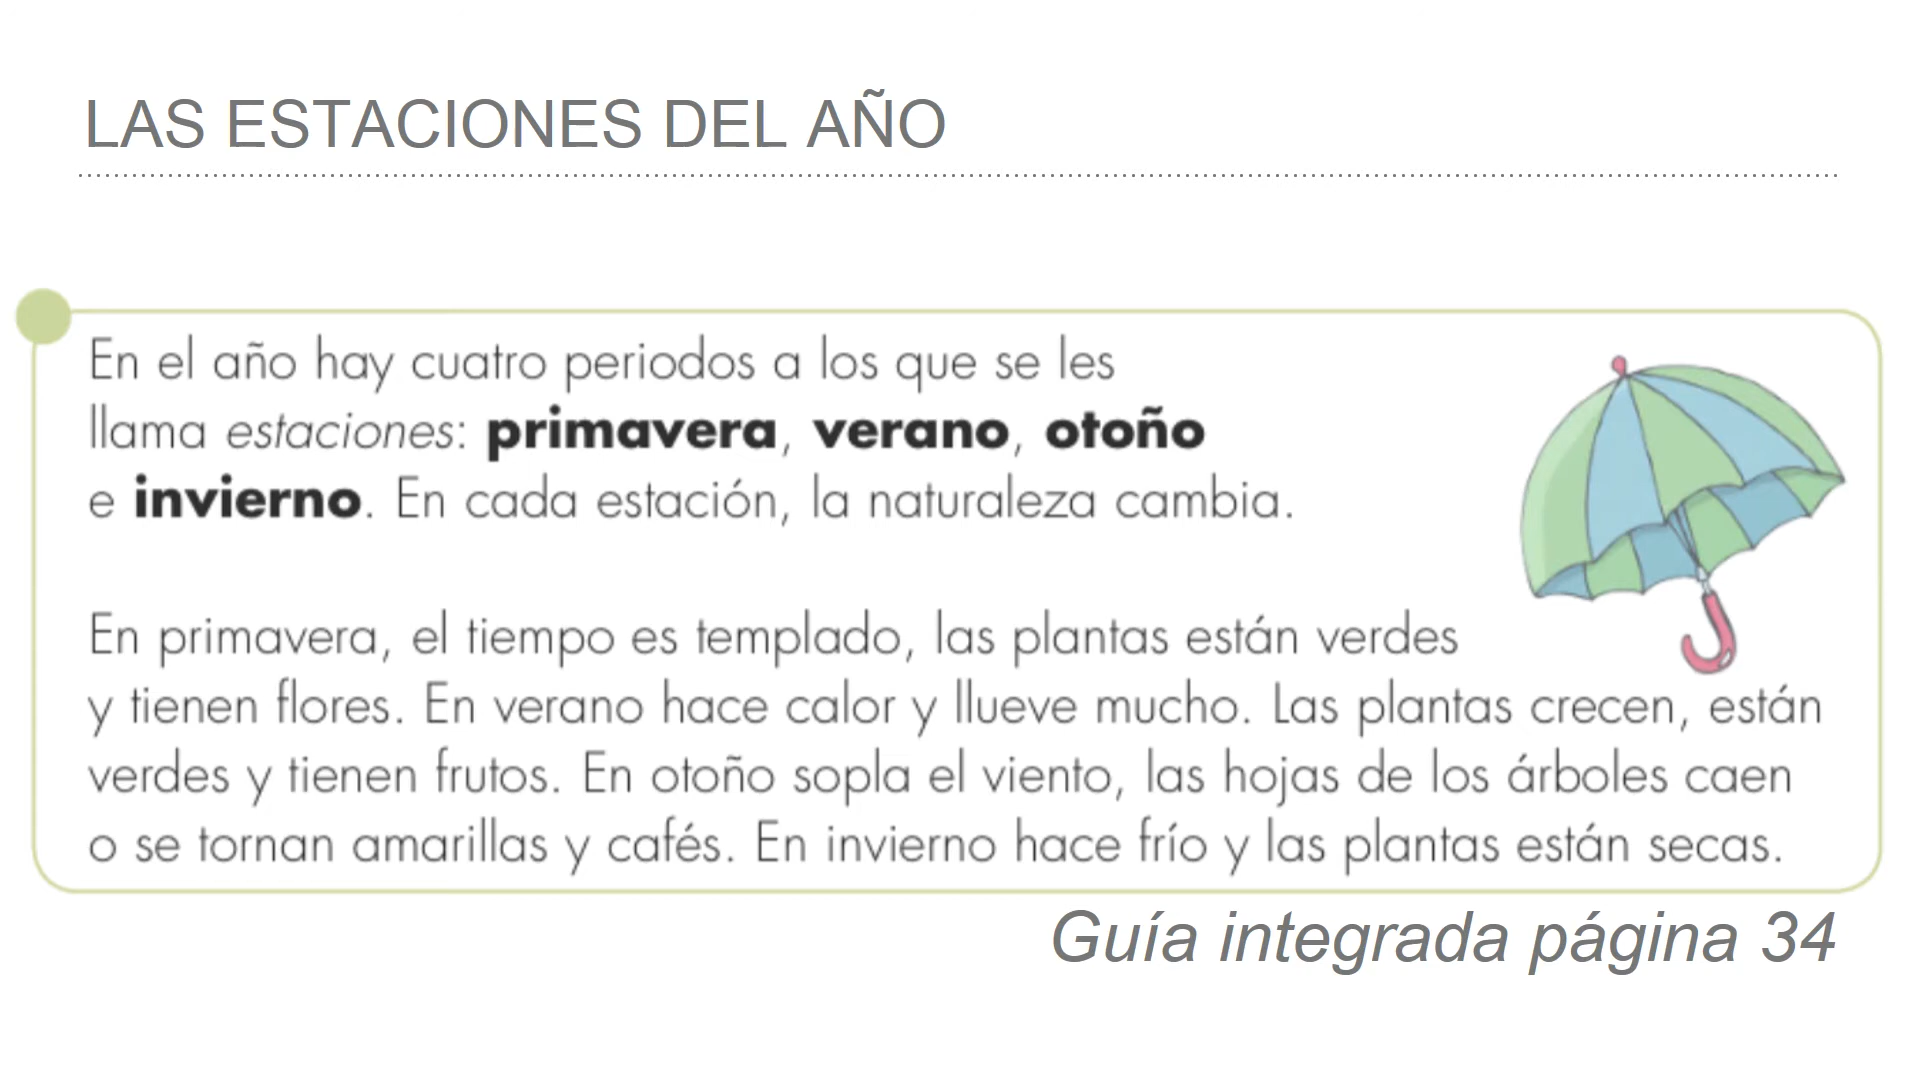 LAS ESTACIONES DEL AÑO
En el año hay cuatro periodos a los que se les
llama estaciones: primavera, verano, otoño
e invierno. En cada estación, la naturaleza cambia.
En primavera, el tiempo es templado, las plantas están verdes
y tienen flores. En verano hace calor y llueve mucho. Las plantas crecen, están
verdes y tienen frutos. En otoño sopla el viento, las hojas de los árboles caen
o se tornan amarillas y cafés. En invierno hace frío y las plantas están secas.
Guía integrada página 34